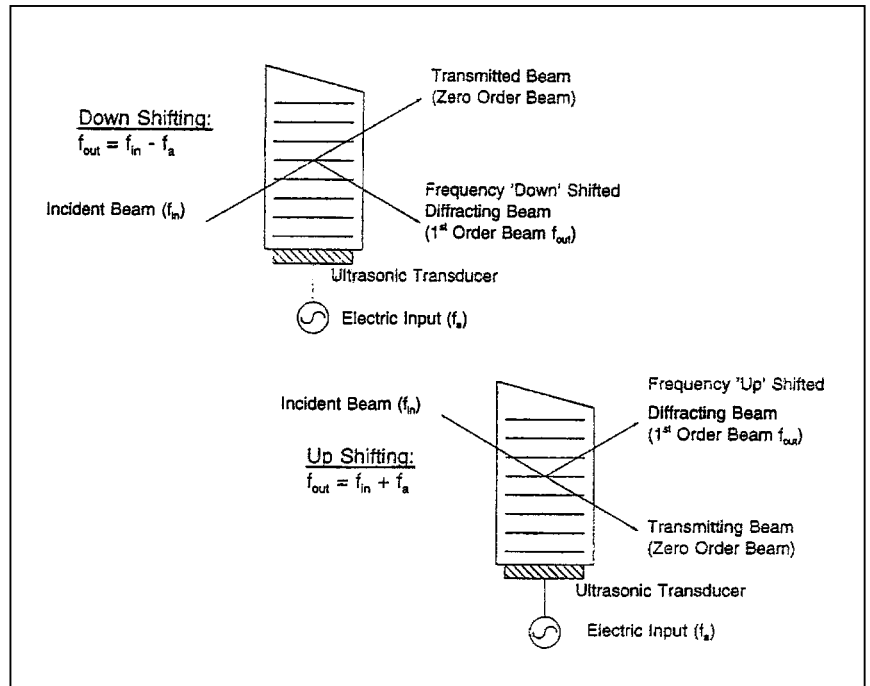 Transmitted Beam
(Zero Order Beam)
Down Shifting:
f_out = f_in - f_a
Frequency 'Down' Shifted
Diffracting Beam
(1st Order Beam f_out)
Incident Beam (f_in)
Ultrasonic Transducer
Electric Input (f_a)
Frequency 'Up' Shifted
Incident Beam (f_in)
Diffracting Beam
(1st Order Beam f_out)
Up Shifting:
f_out = f_in + f_a
Transmitting Beam
(Zero Order Beam)
Ultrasonic Transducer
Electric Input (f_a)